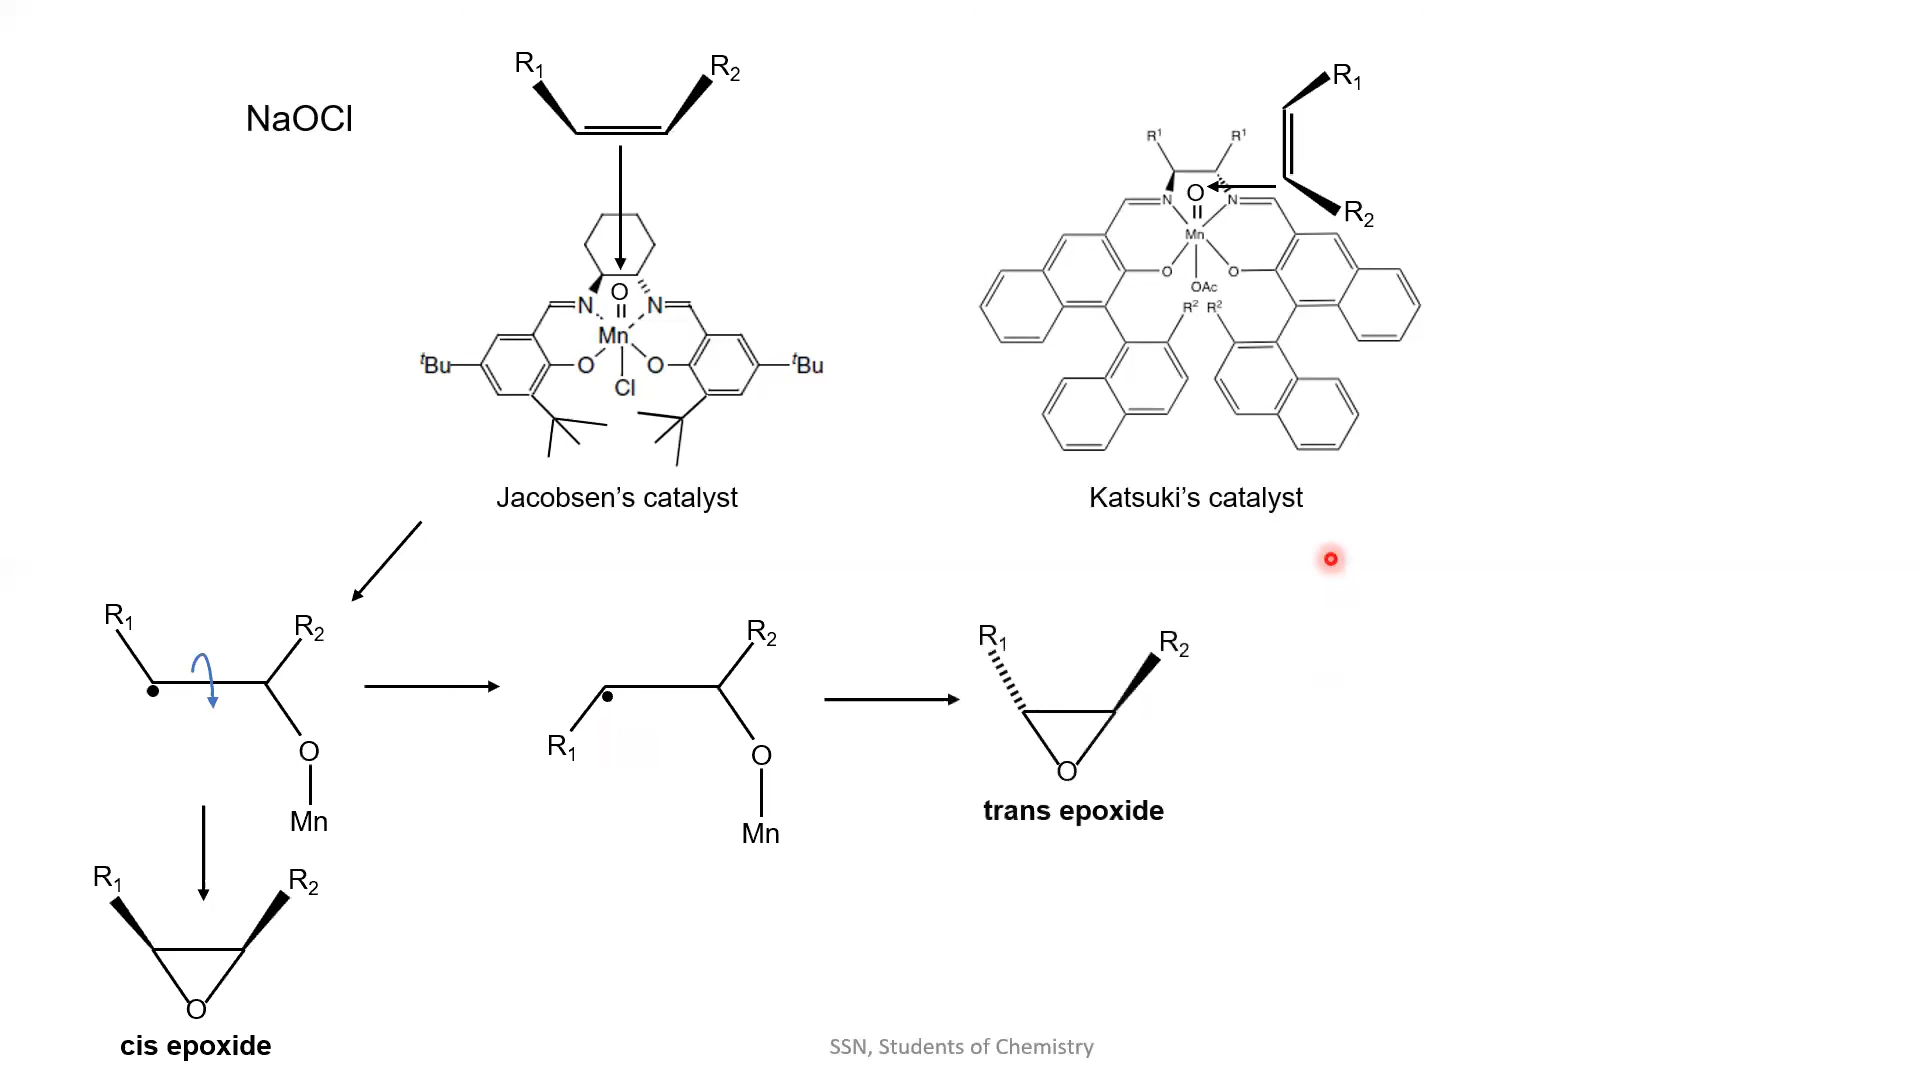 NaOCl
R1
R2
O
N
N
Mn
O
O
Cl
tBu
tBu
Jacobsen’s catalyst
R1
R2
R1
R1
O
N
N
Mn
O
O
OAc
R2
R2
Katsuki’s catalyst
R1
R2
O
Mn
R2
R1
O
Mn
R1
R2
O
trans epoxide
R1
R2
O
cis epoxide
SSN, Students of Chemistry